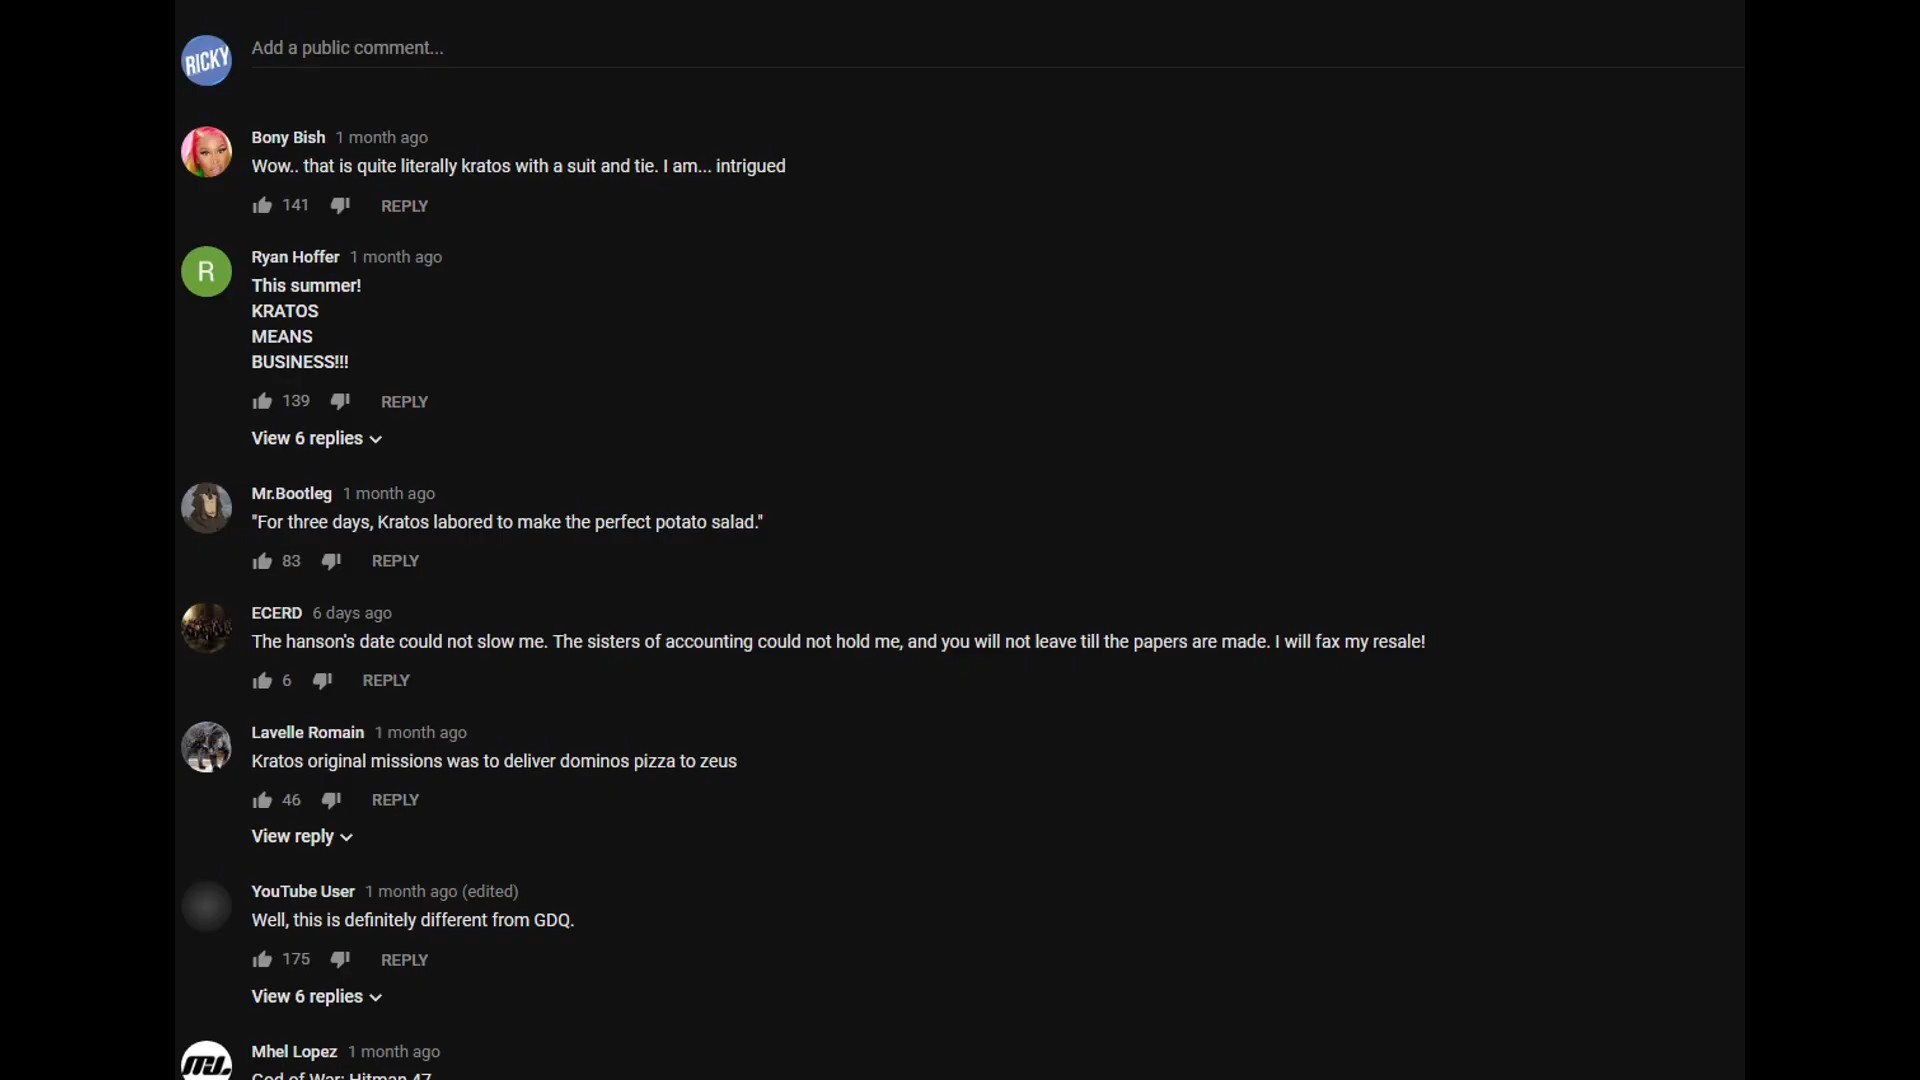 RICKY
Add a public comment...
Bony Bish 1 month ago
Wow.. that is quite literally kratos with a suit and tie. I am... intrigued
141 REPLY
R
Ryan Hoffer 1 month ago
This summer!
KRATOS
MEANS
BUSINESS!!!
139 REPLY
View 6 replies
Mr.Bootleg 1 month ago
"For three days, Kratos labored to make the perfect potato salad."
83 REPLY
ECERD 6 days ago
The hanson's date could not slow me. The sisters of accounting could not hold me, and you will not leave till the papers are made. I will fax my resale!
6 REPLY
Lavelle Romain 1 month ago
Kratos original missions was to deliver dominos pizza to zeus
46 REPLY
View reply
YouTube User 1 month ago (edited)
Well, this is definitely different from GDQ.
175 REPLY
View 6 replies
Mhel Lopez 1 month ago
God of War: Hitman 47